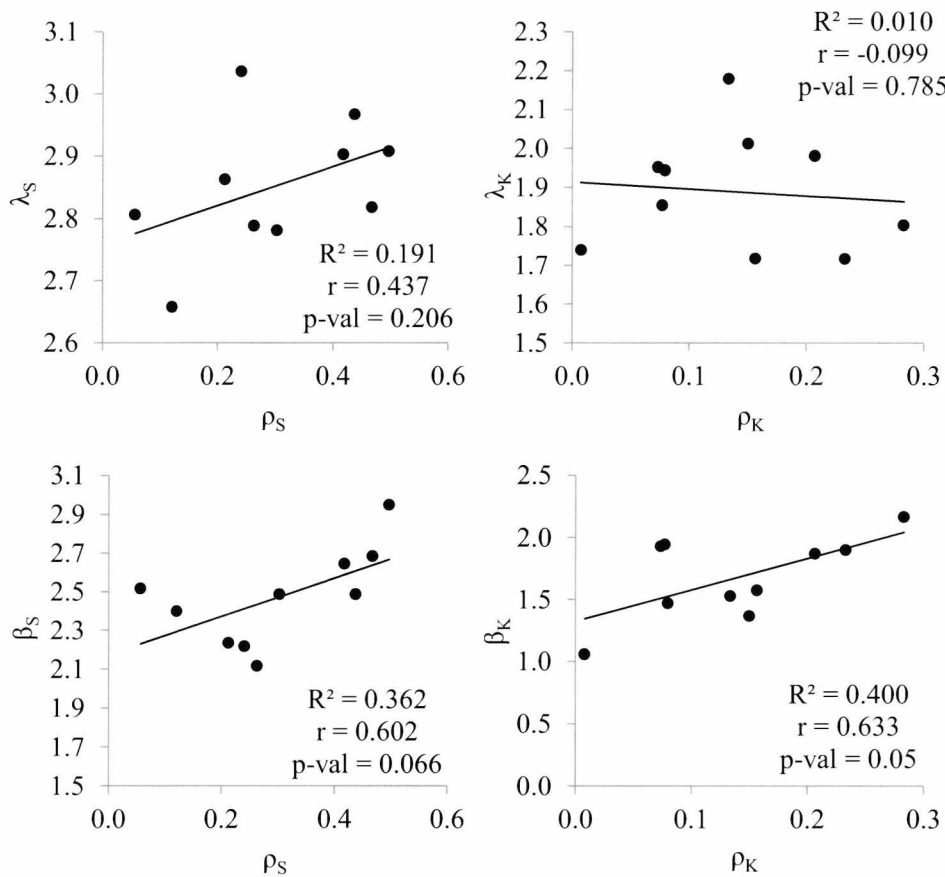 3.1
3.0
2.9
2.8
2.7
2.6
λS
0.0 0.2 0.4 0.6
ρS
R² = 0.191
r = 0.437
p-val = 0.206
2.3
2.2
2.1
2.0
1.9
1.8
1.7
1.6
1.5
λK
0.0 0.1 0.2 0.3
ρK
R² = 0.010
r = -0.099
p-val = 0.785
3.1
2.9
2.7
2.5
2.3
2.1
1.9
1.7
1.5
βS
0.0 0.2 0.4 0.6
ρS
R² = 0.362
r = 0.602
p-val = 0.066
2.5
2.0
1.5
1.0
0.5
0.0
βK
0.0 0.1 0.2 0.3
ρK
R² = 0.400
r = 0.633
p-val = 0.05